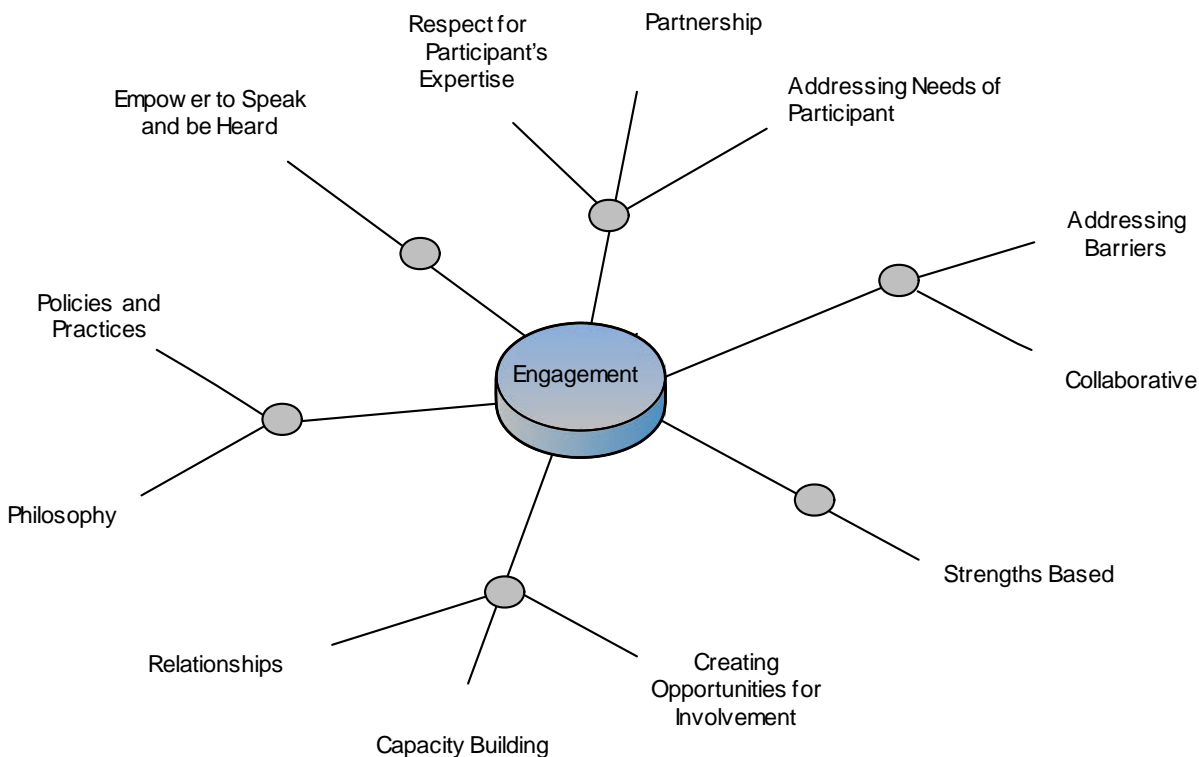 Respect for
Participant's
Expertise
Partnership
Addressing Needs of
Participant
Empower to Speak
and be Heard
Addressing
Barriers
Policies and
Practices
Engagement
Collaborative
Philosophy
Strengths Based
Relationships
Creating
Opportunities for
Involvement
Capacity Building